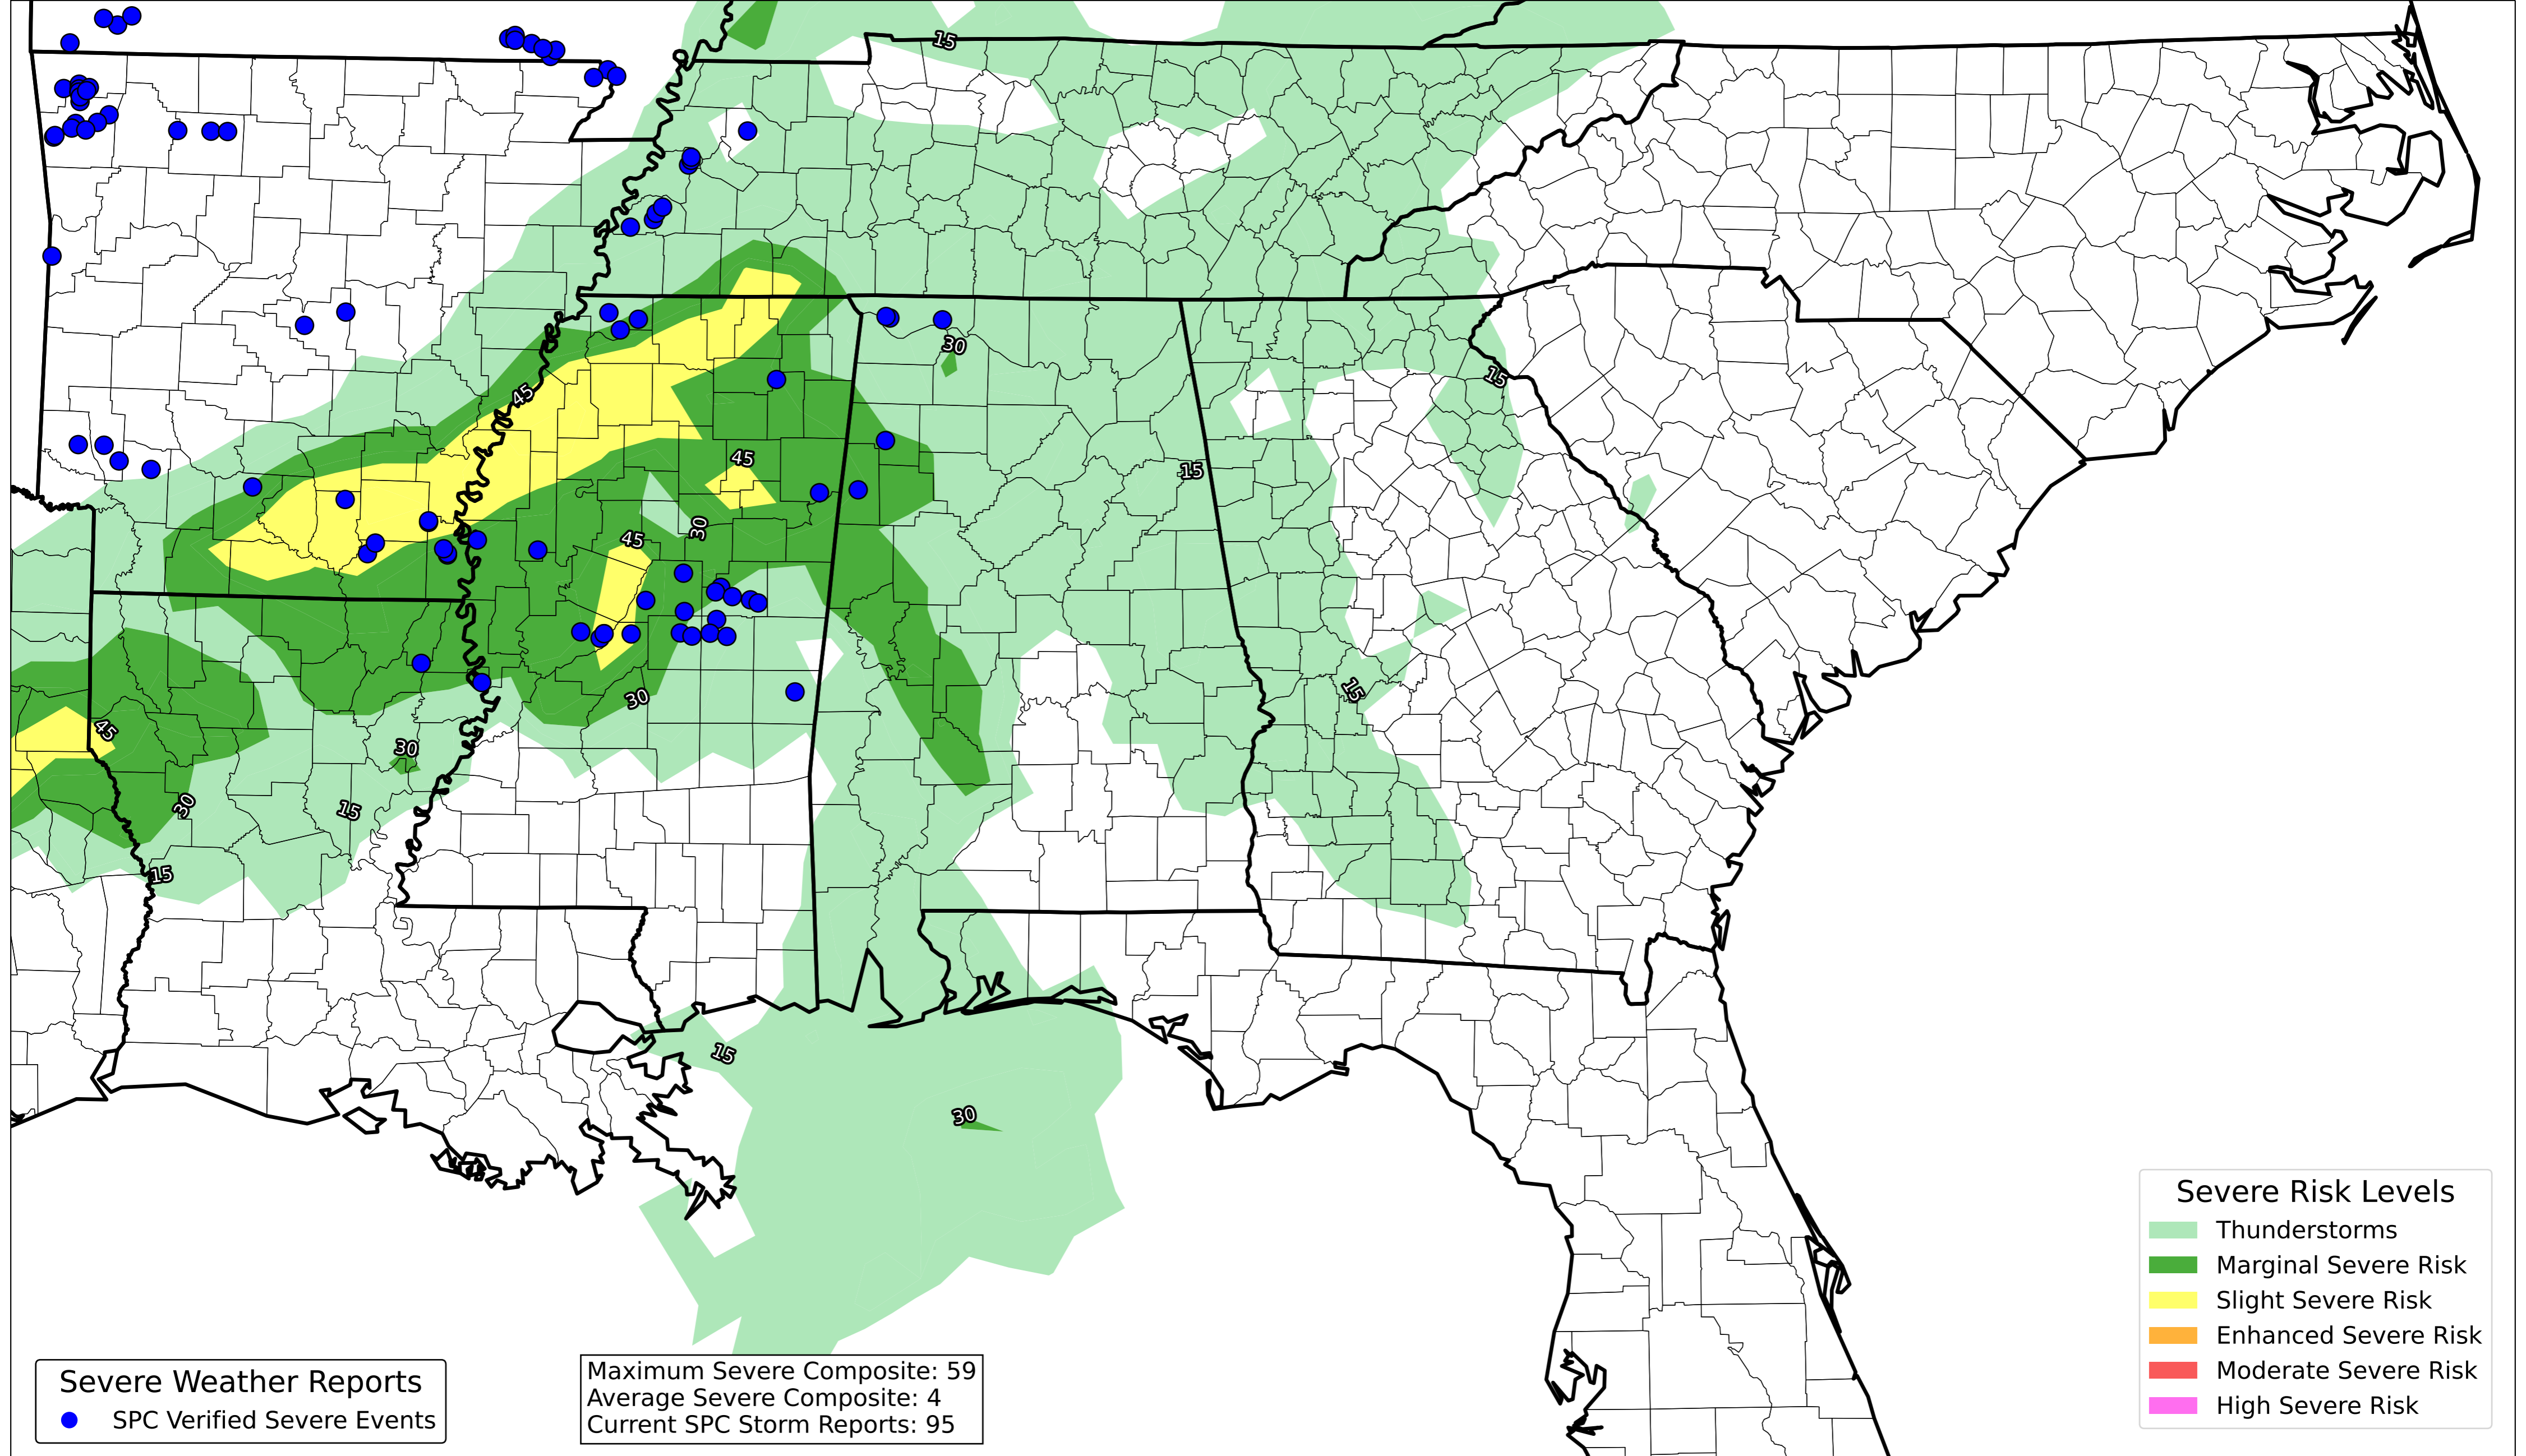 15
30
15
45
45
15
45
30
15
30
45
30
15
30
15
15
30
Severe Risk Levels
Thunderstorms
Marginal Severe Risk
Slight Severe Risk
Enhanced Severe Risk
Moderate Severe Risk
High Severe Risk
Severe Weather Reports
SPC Verified Severe Events
Maximum Severe Composite: 59
Average Severe Composite: 4
Current SPC Storm Reports: 95